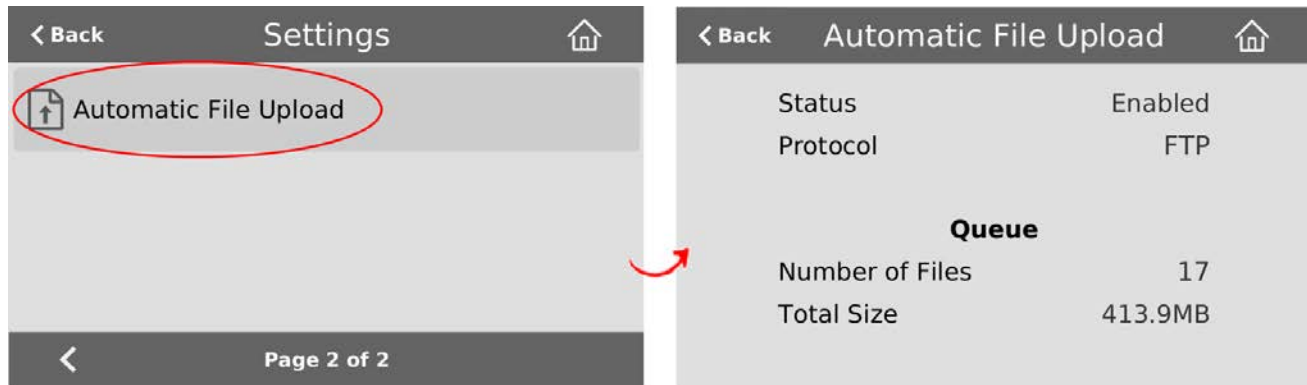 Back Settings
Automatic File Upload
Page 2 of 2
Back Automatic File Upload
Status Enabled
Protocol FTP
Queue
Number of Files 17
Total Size 413.9MB